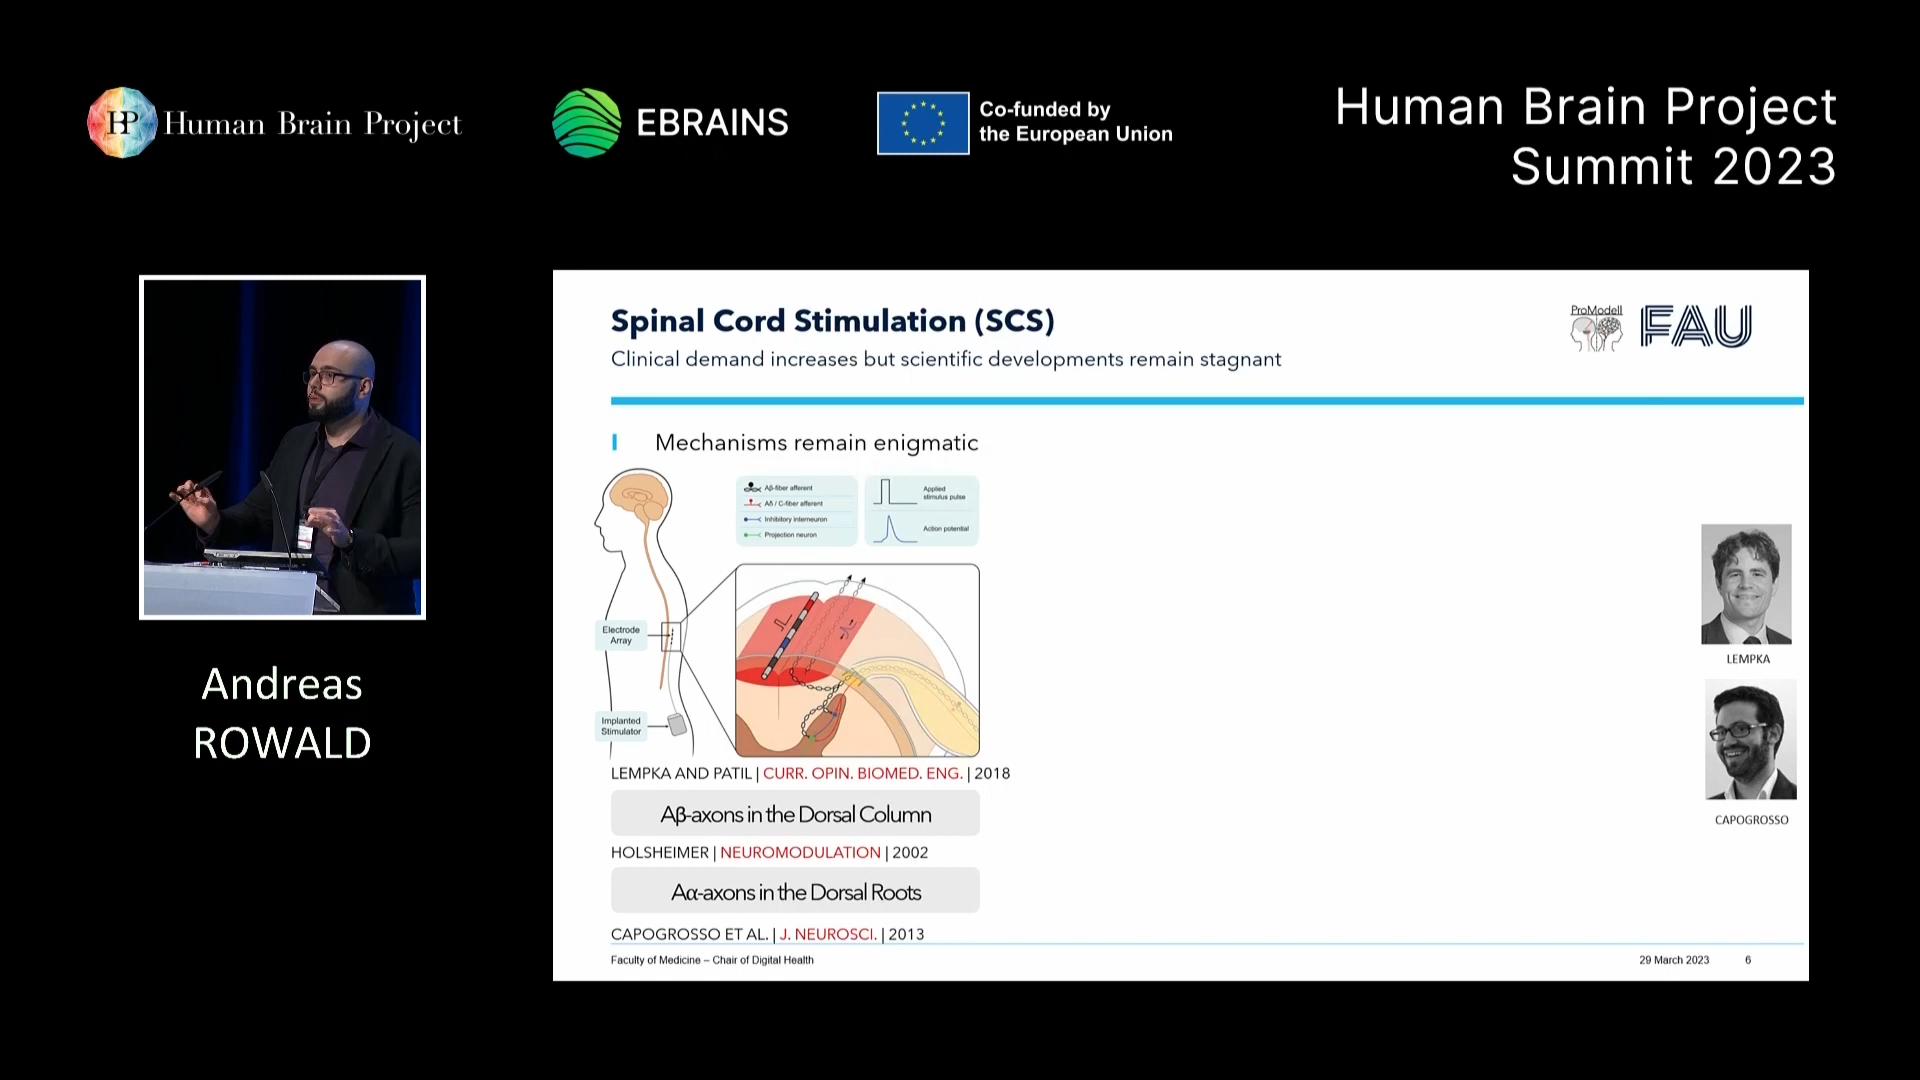 HP Human Brain Project
EBRAINS
Co-funded by
the European Union
Human Brain Project
Summit 2023
Andreas
ROWALD
Spinal Cord Stimulation (SCS)
Clinical demand increases but scientific developments remain stagnant
ProModell
FAU
Mechanisms remain enigmatic
Aβ-fiber afferent
Aδ / C-fiber afferent
Inhibitory interneuron
Projection neuron
Applied
stimulus pulse
Action potential
Electrode
Array
Implanted
Stimulator
LEMPKA AND PATIL | CURR. OPIN. BIOMED. ENG. | 2018
Aβ-axons in the Dorsal Column
HOLSHEIMER | NEUROMODULATION | 2002
Aα-axons in the Dorsal Roots
CAPOGROSSO ET AL. | J. NEUROSCI. | 2013
LEMPKA
CAPOGROSSO
Faculty of Medicine – Chair of Digital Health
29 March 2023
6